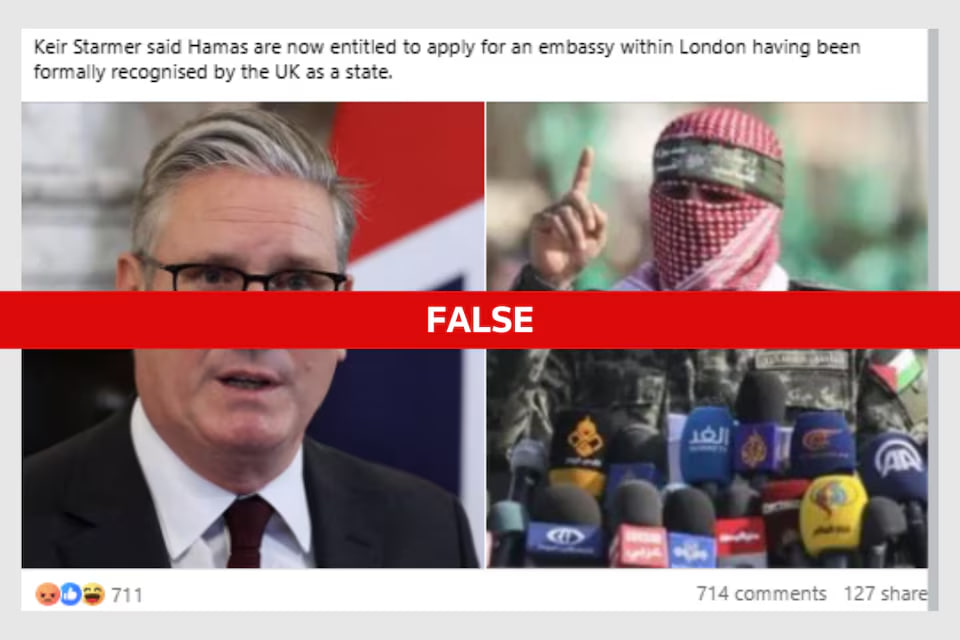 Keir Starmer said Hamas are now entitled to apply for an embassy within London having been
formally recognised by the UK as a state.
FALSE
الغد
AA
عربي
711
714 comments 127 share